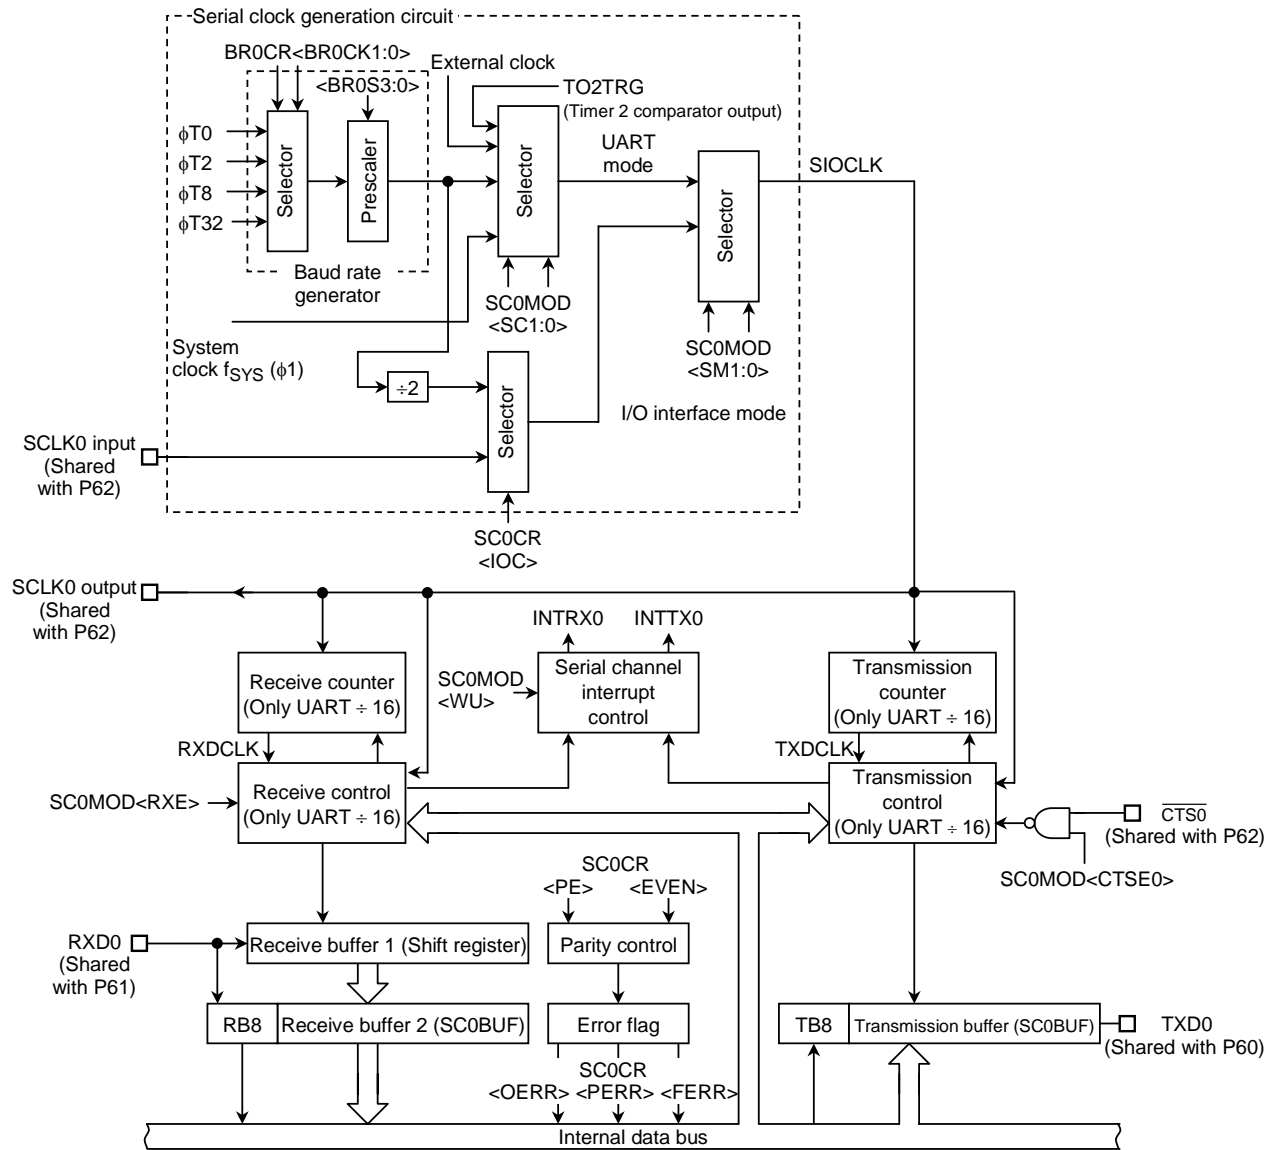 Serial clock generation circuit
BR0CR<BR0CK1:0>
<BR0S3:0>
External clock
TO2TRG
(Timer 2 comparator output)
UART
mode
SIOCLK
ϕT0
ϕT2
ϕT8
ϕT32
Selector
Prescaler
Selector
Selector
Baud rate
generator
SC0MOD
<SC1:0>
SC0MOD
<SM1:0>
System
clock fSYS (ϕ1)
÷2
Selector
I/O interface mode
SCLK0 input
(Shared
with P62)
SC0CR
<IOC>
SCLK0 output
(Shared
with P62)
INTRX0
INTTX0
SC0MOD
<WU>
Receive counter
(Only UART ÷ 16)
Serial channel
interrupt
control
Transmission
counter
(Only UART ÷ 16)
RXDCLK
TXDCLK
SC0MOD<RXE>
Receive control
(Only UART ÷ 16)
Transmission
control
(Only UART ÷ 16)
CTS0
(Shared with P62)
SC0MOD<CTSE0>
SC0CR
<PE>
<EVEN>
RXD0
(Shared
with P61)
Receive buffer 1 (Shift register)
Parity control
RB8
Receive buffer 2 (SC0BUF)
Error flag
TB8
Transmission buffer (SC0BUF)
TXD0
(Shared with P60)
SC0CR
<OERR>
<PERR>
<FERR>
Internal data bus